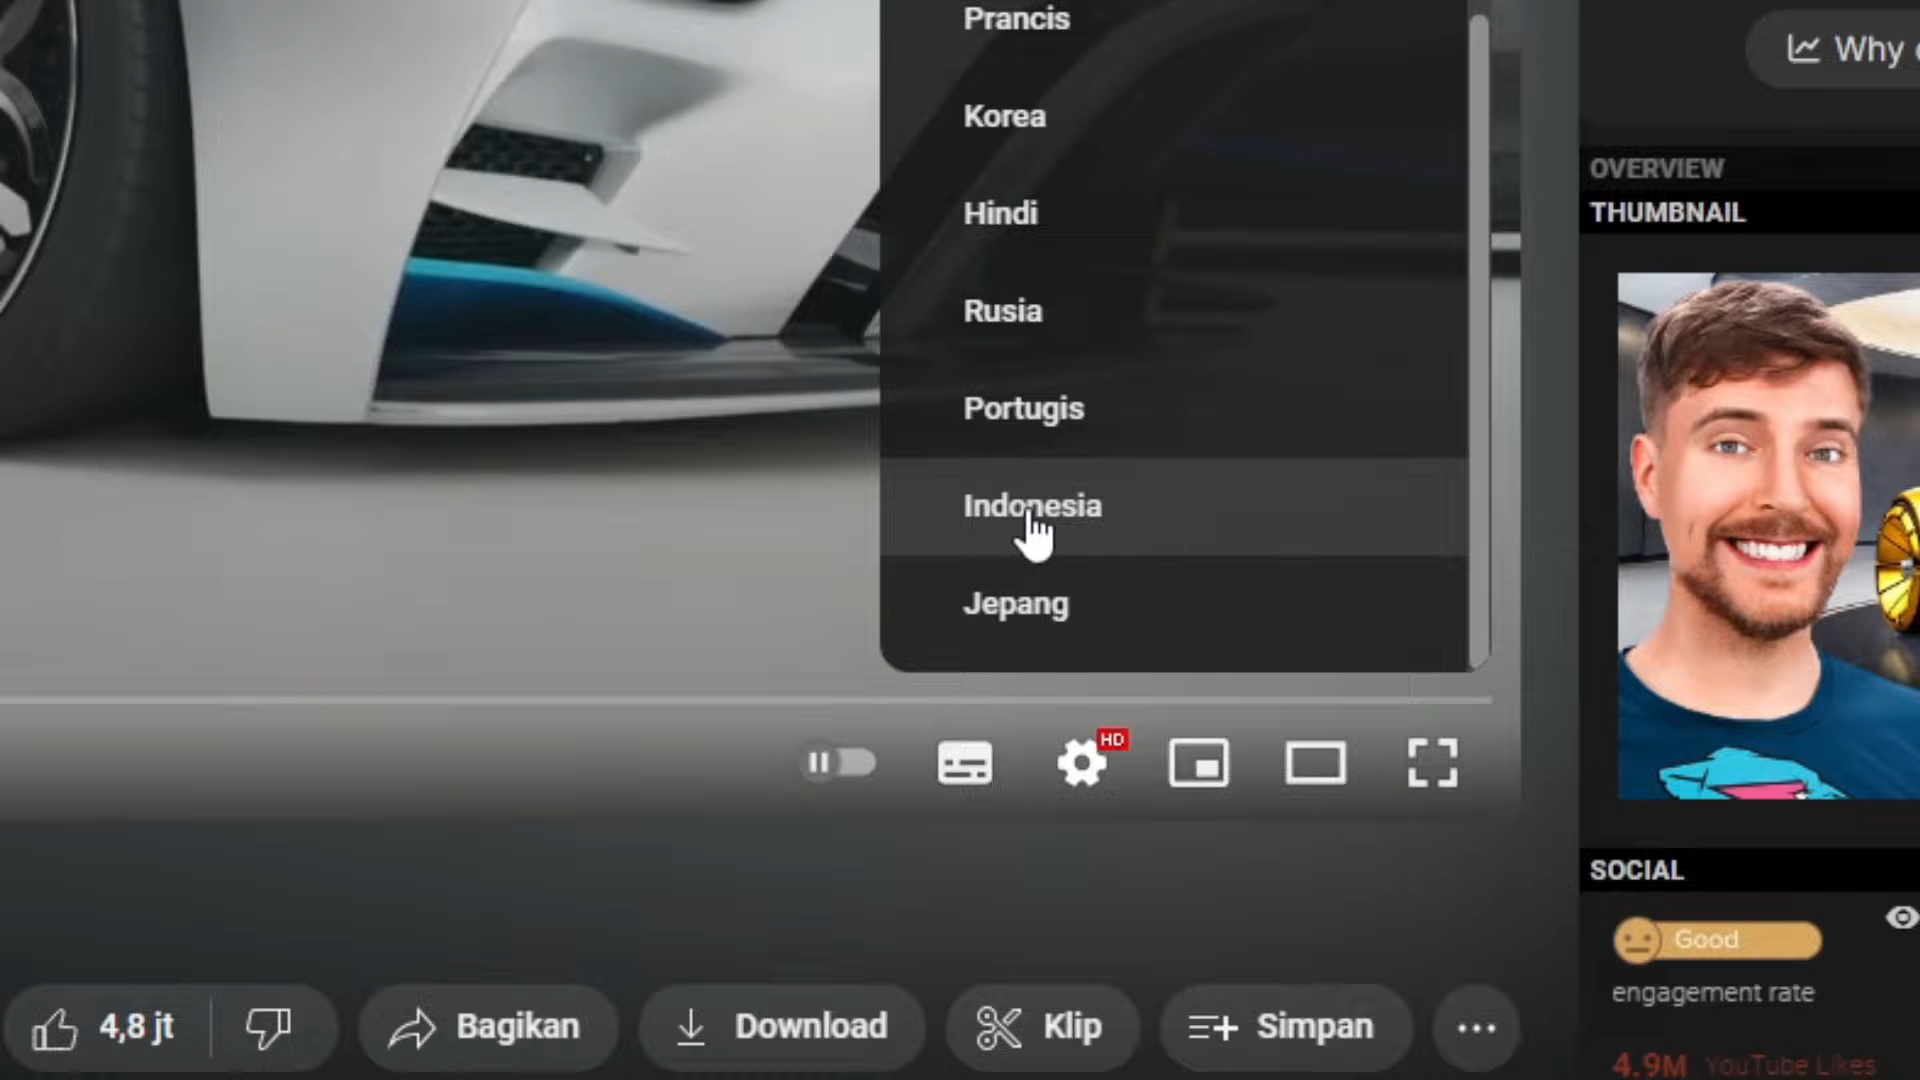 Prancis
Korea
Hindi
Rusia
Portugis
Indonesia
Jepang
HD
4,8 jt
Bagikan
Download
Klip
Simpan
Why
OVERVIEW
THUMBNAIL
SOCIAL
Good
engagement rate
4.9M YouTube Likes